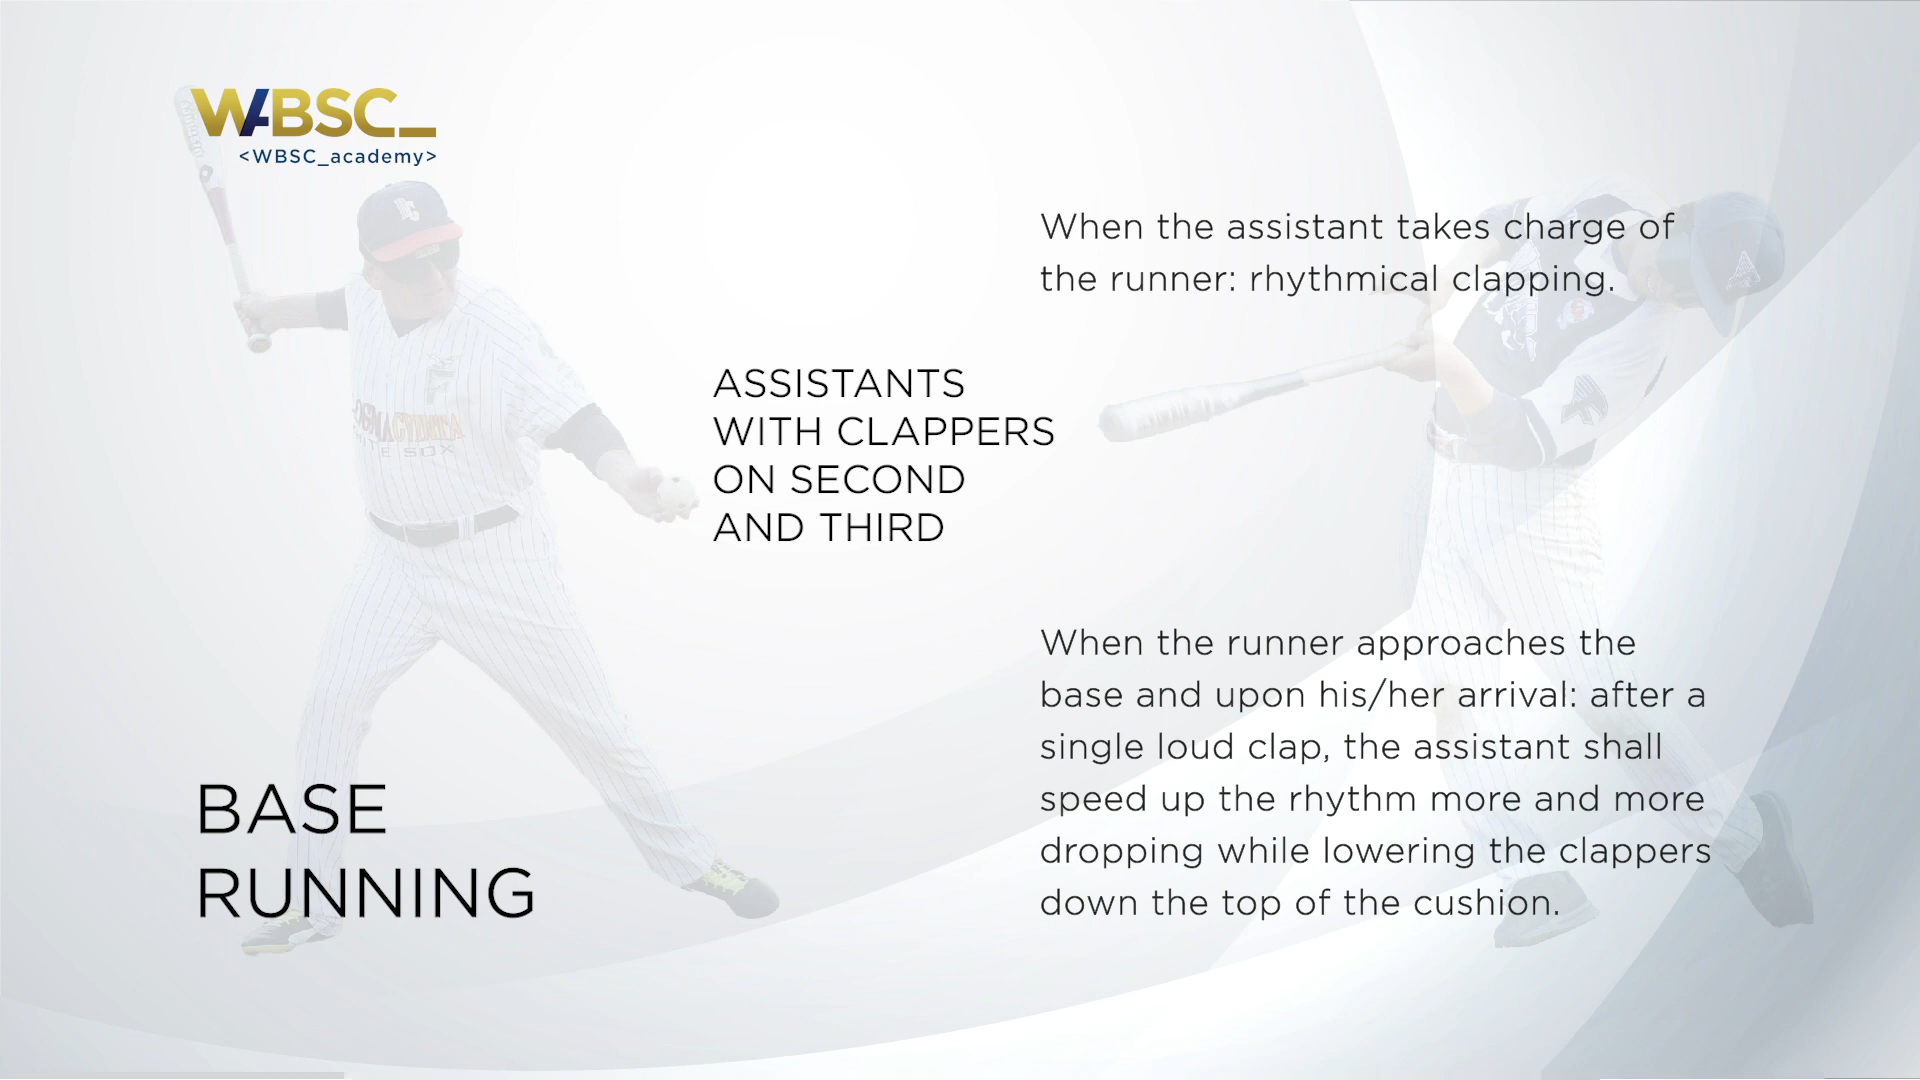 WBSC_
<WBSC_academy>
When the assistant takes charge of
the runner: rhythmical clapping.
ASSISTANTS
WITH CLAPPERS
ON SECOND
AND THIRD
When the runner approaches the
base and upon his/her arrival: after a
single loud clap, the assistant shall
speed up the rhythm more and more
dropping while lowering the clappers
down the top of the cushion.
BASE
RUNNING